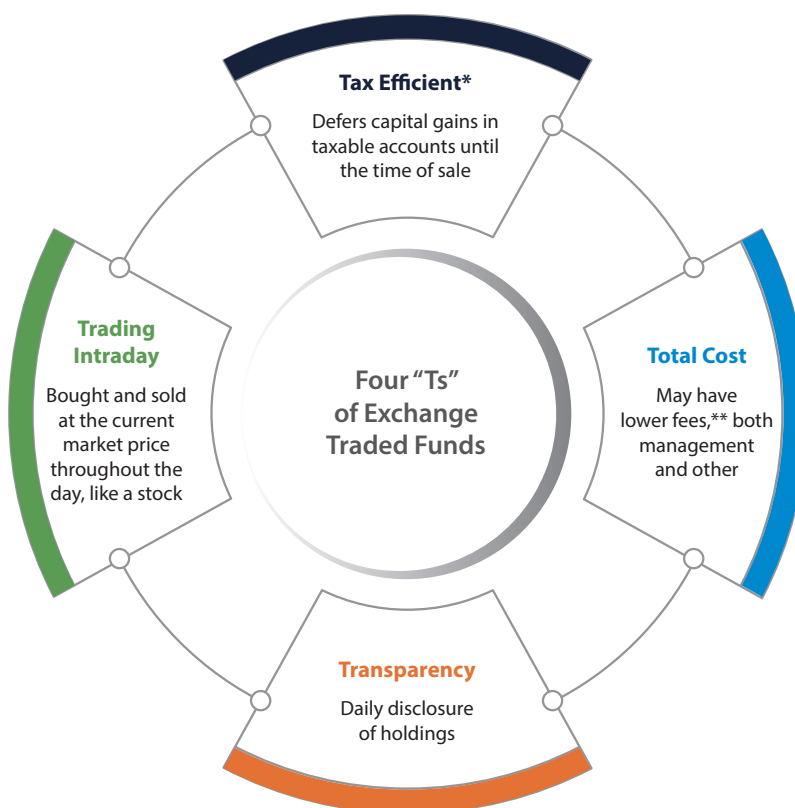 Tax Efficient*
Defers capital gains in
taxable accounts until
the time of sale
Trading
Intraday
Bought and sold
at the current
market price
throughout the
day, like a stock
Four “Ts”
of Exchange
Traded Funds
Total Cost
May have
lower fees,** both
management
and other
Transparency
Daily disclosure
of holdings